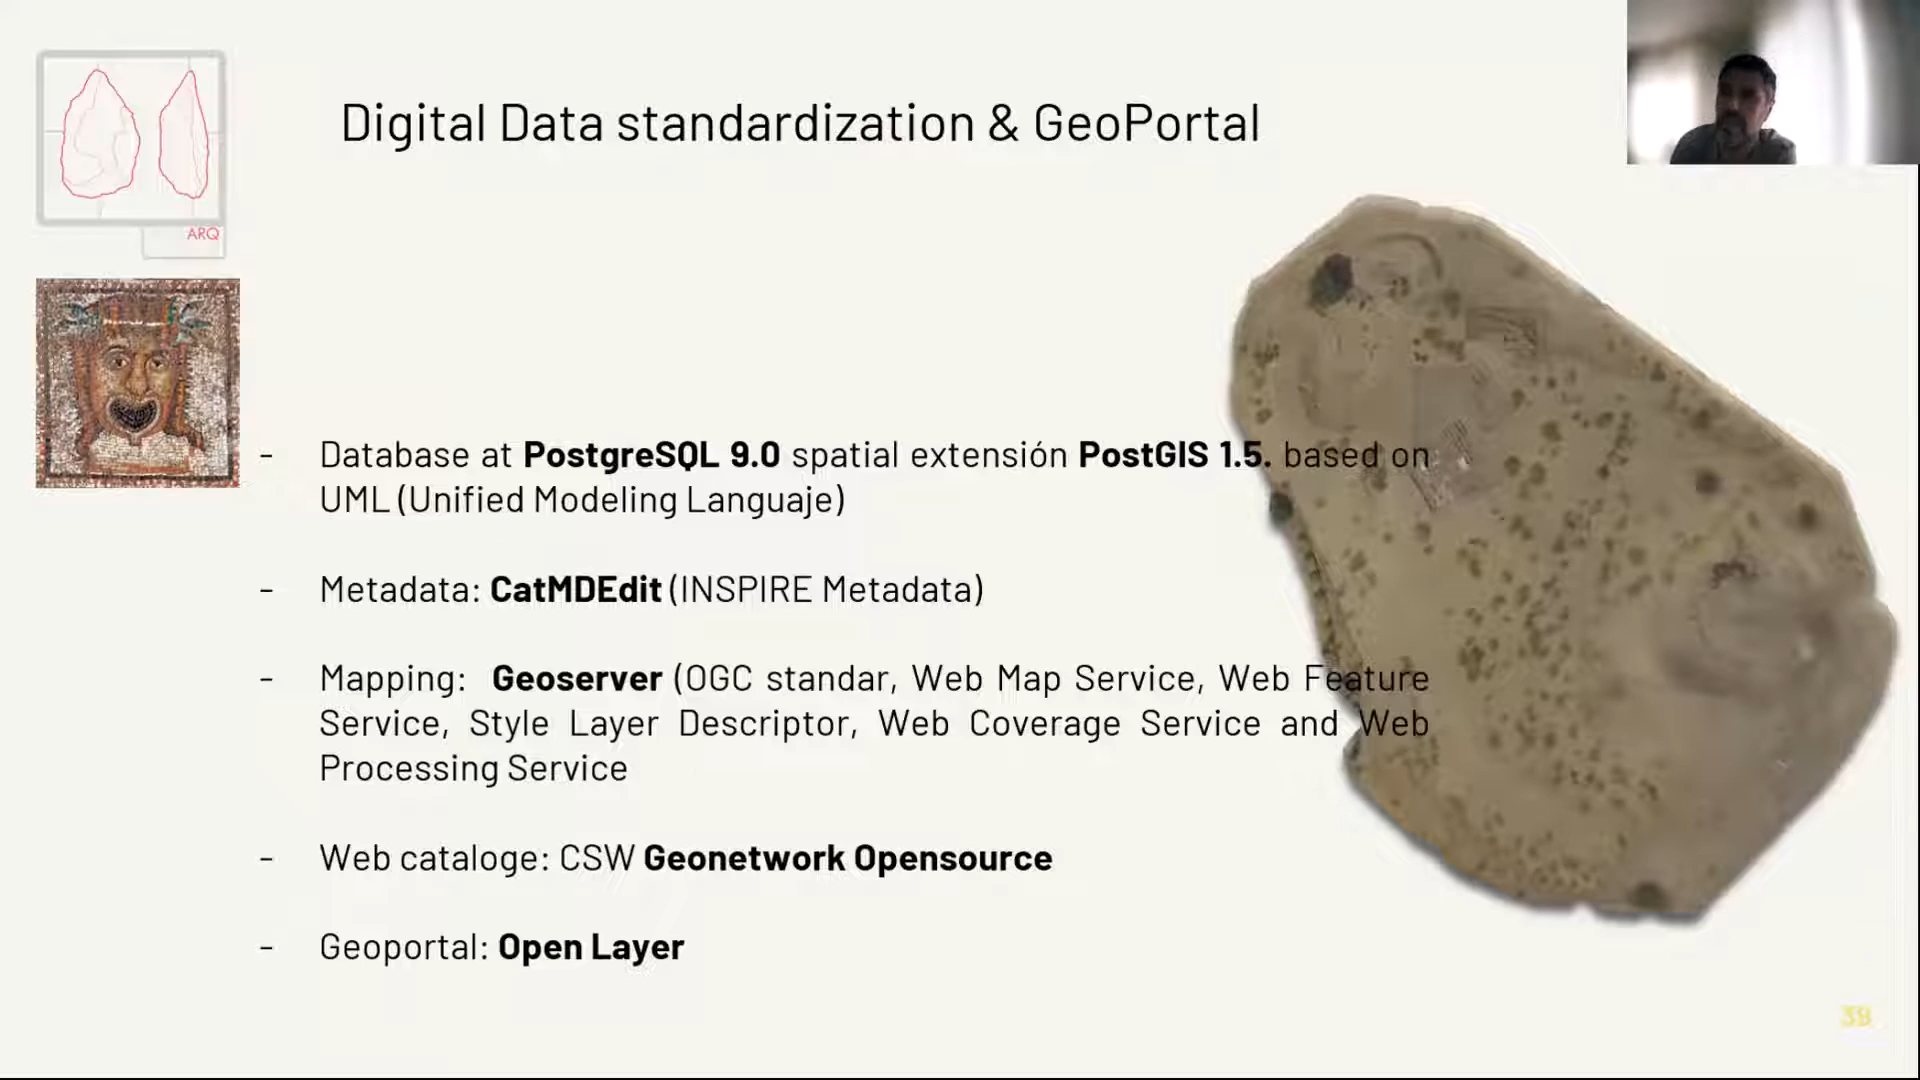 Digital Data standardization & GeoPortal
ARQ
- Database at PostgreSQL 9.0 spatial extensión PostGIS 1.5. based on
UML (Unified Modeling Languaje)
- Metadata: CatMDEdit (INSPIRE Metadata)
- Mapping: Geoserver (OGC standar, Web Map Service, Web Feature
Service, Style Layer Descriptor, Web Coverage Service and Web
Processing Service
- Web cataloge: CSW Geonetwork Opensource
- Geoportal: Open Layer